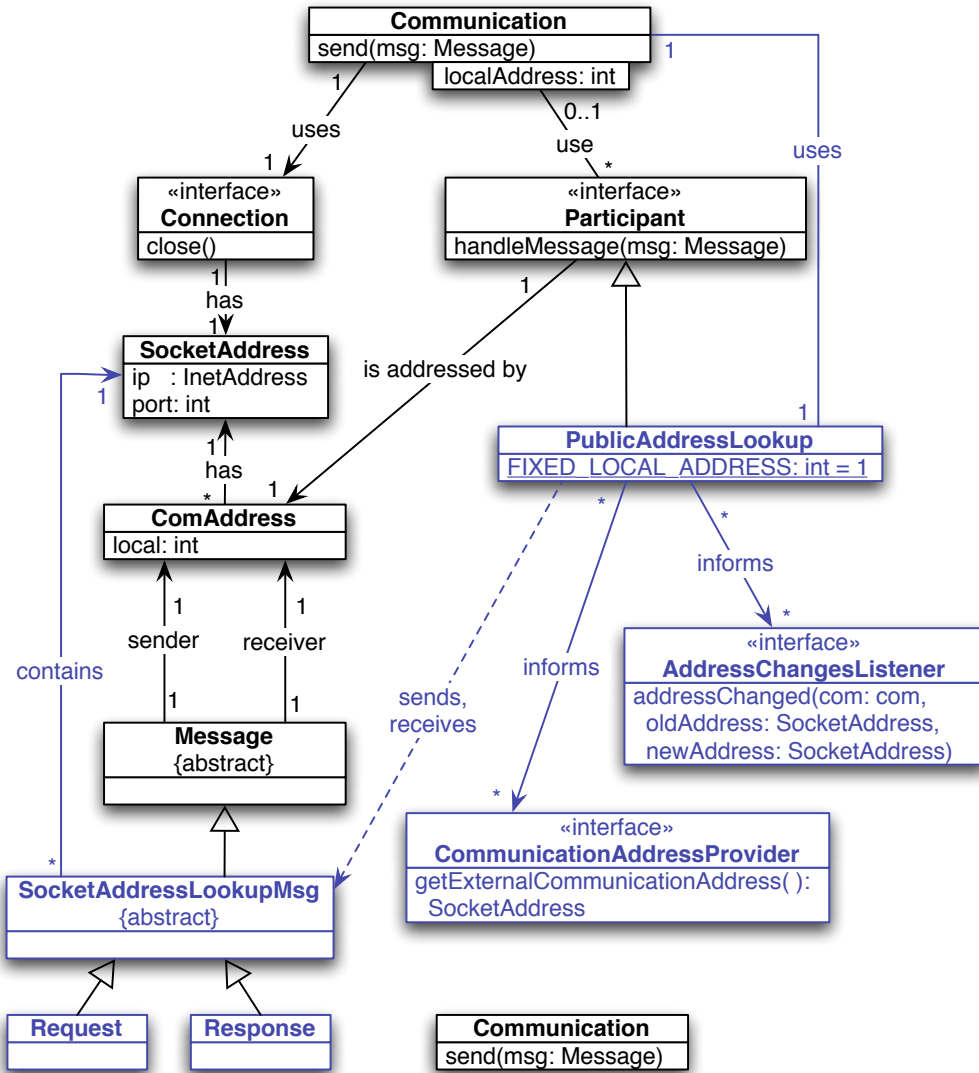 Communication
send(msg: Message)
localAddress: int
1
1
0..1
uses
use
uses
1
*
«interface»
Connection
close()
«interface»
Participant
handleMessage(msg: Message)
1
has
1
1
SocketAddress
ip : InetAddress
port: int
1
is addressed by
1
1
has
*
1
PublicAddressLookup
FIXED_LOCAL_ADDRESS: int = 1
ComAddress
local: int
*
*
informs
*
1
1
sender
receiver
1
1
contains
informs
sends,
receives
«interface»
AddressChangesListener
addressChanged(com: com,
oldAddress: SocketAddress,
newAddress: SocketAddress)
Message
{abstract}
*
«interface»
CommunicationAddressProvider
getExternalCommunicationAddress( ):
SocketAddress
*
SocketAddressLookupMsg
{abstract}
Request
Response
Communication
send(msg: Message)